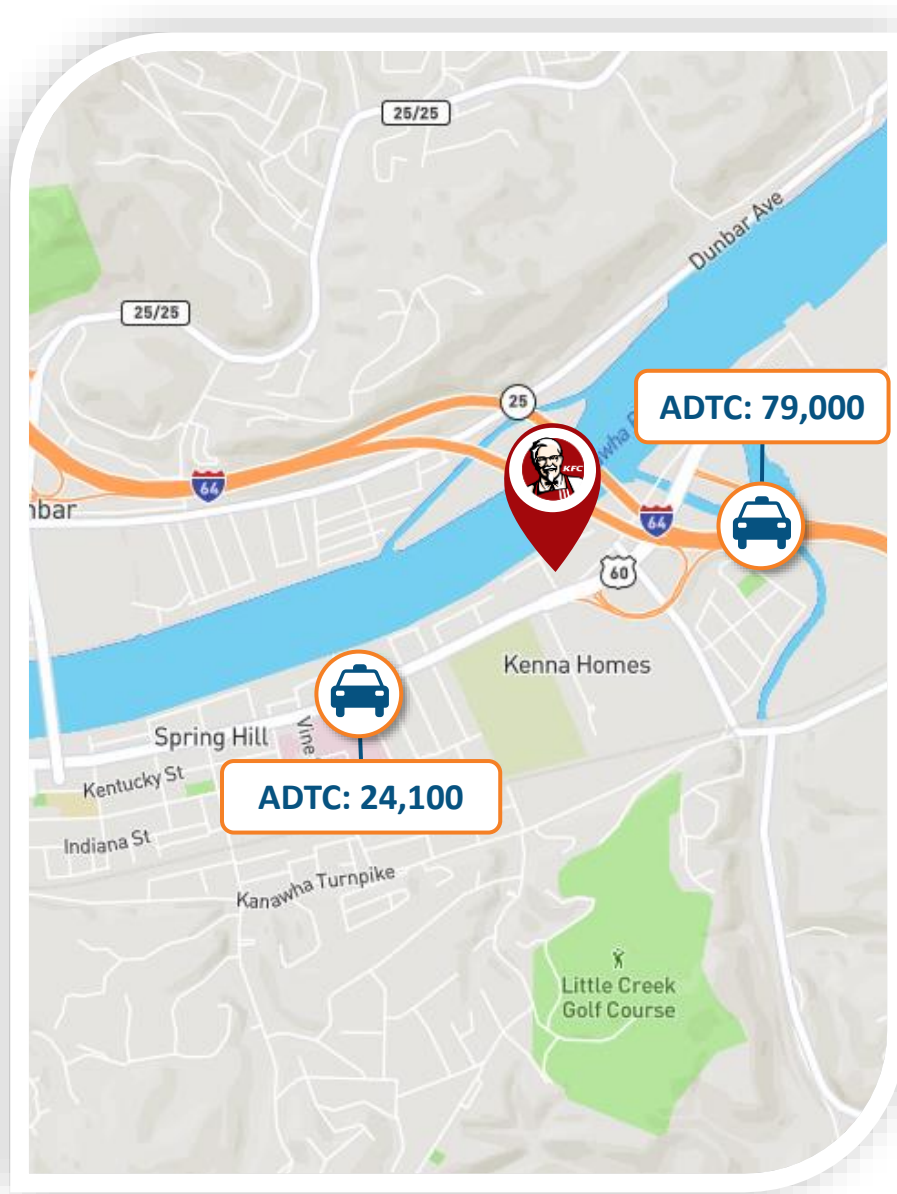 25/25
Dunbar Ave
25/25
ADTC: 79,000
25
KFC
64
nbar
64
60
Kenna Homes
Spring Hill
Vine
Kentucky St
ADTC: 24,100
Indiana St
Kanawha Turnpike
Little Creek
Golf Course